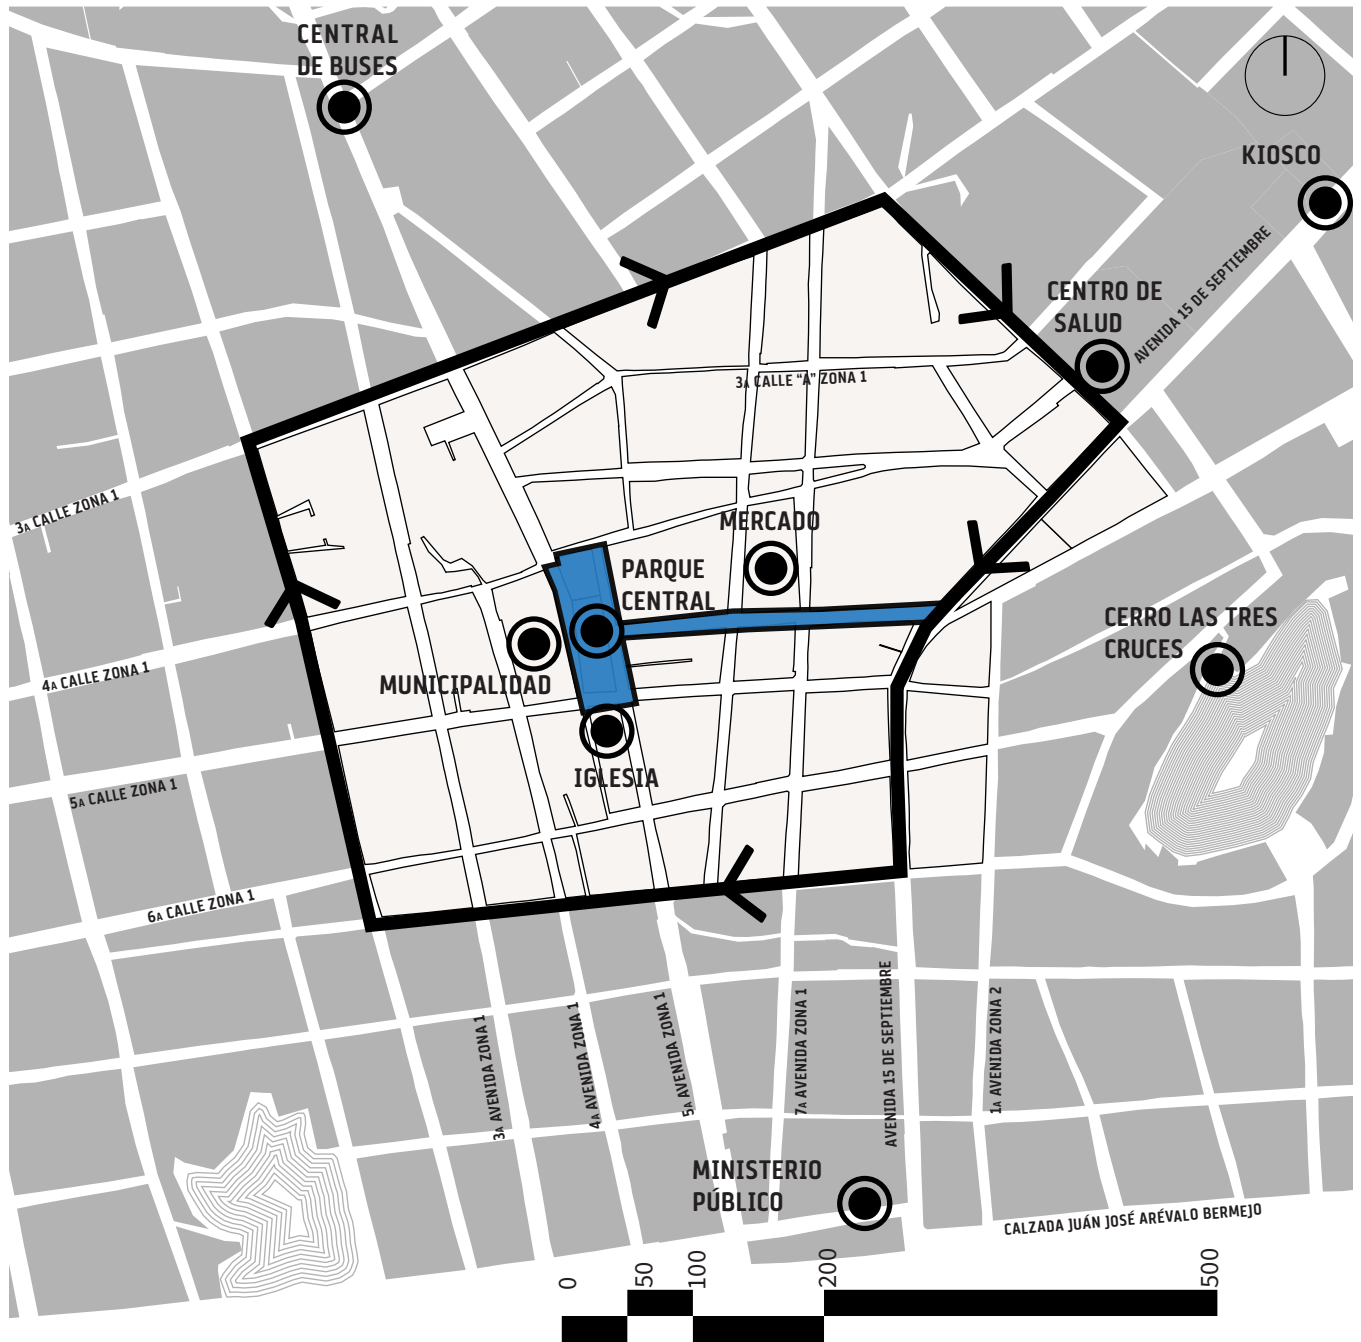 CENTRAL
DE BUSES
KIOSCO
AVENIDA 15 DE SEPTIEMBRE
CENTRO DE
SALUD
3A CALLE "A" ZONA 1
3A CALLE ZONA 1
MERCADO
PARQUE
CENTRAL
CERRO LAS TRES
CRUCES
4A CALLE ZONA 1
MUNICIPALIDAD
IGLESIA
5A CALLE ZONA 1
6A CALLE ZONA 1
3A AVENIDA ZONA 1
4A AVENIDA ZONA 1
5A AVENIDA ZONA 1
7A AVENIDA ZONA 1
AVENIDA 15 DE SEPTIEMBRE
1A AVENIDA ZONA 2
MINISTERIO
PÚBLICO
CALZADA JUÁN JOSÉ ARÉVALO BERMEJO
0
50
100
200
500